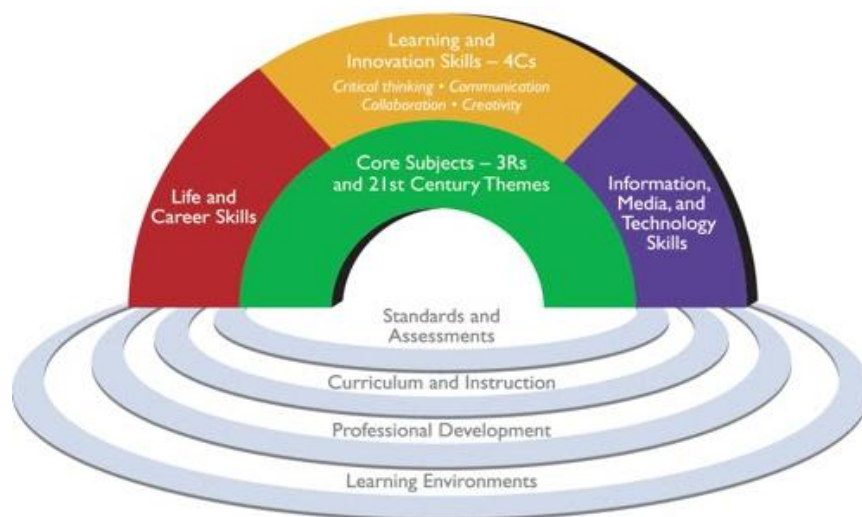 Learning and
Innovation Skills – 4Cs
Critical thinking • Communication
Collaboration • Creativity
Core Subjects – 3Rs
and 21st Century Themes
Life and
Career Skills
Information,
Media, and
Technology
Skills
Standards and
Assessments
Curriculum and Instruction
Professional Development
Learning Environments